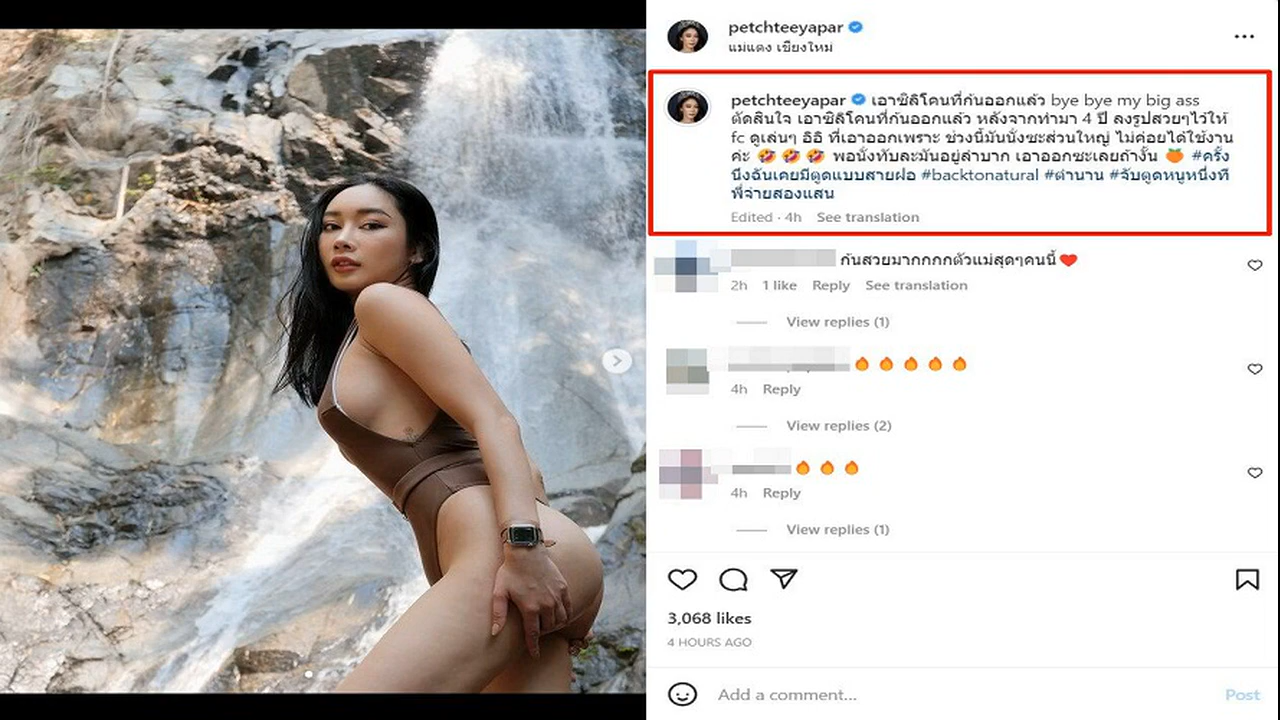 petchteeyapar
แม่แตง เชียงใหม่
petchteeyapar เอาซิลิโคนที่ก้นออกแล้ว bye bye my big ass
ตัดสินใจ เอาซิลิโคนที่ก้นออกแล้ว หลังจากทำมา 4 ปี ลงรูปสวยๆไว้ให้
fc ดูเล่นๆ อิอิ ที่เอาออกเพราะ ช่วงนี้มันนั่งซะส่วนใหญ่ ไม่ค่อยได้ใช้งาน
ค่ะ 🤣 🤣 🤣 พอนั่งทับละมันอยู่ลำบาก เอาออกซะเลยถ้างั้น 🍊 #ครั้ง
นึงฉันเคยมีตูดแบบสายฝอ #backtonatural #ตำนาน #จับตูดหนูหนึ่งที
พี่จ่ายสองแสน
Edited · 4h See translation
ก้นสวยมากกกกตัวแม่สุดๆคนนี้❤️
2h 1 like Reply See translation
View replies (1)
🔥 🔥 🔥 🔥 🔥
4h Reply
View replies (2)
🔥 🔥 🔥
4h Reply
View replies (1)
3,068 likes
4 HOURS AGO
Add a comment...
Post